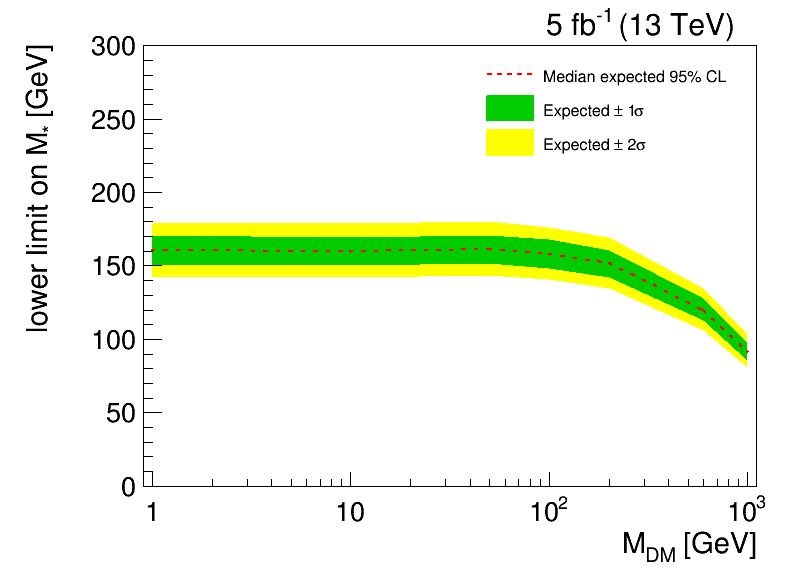 5 fb⁻¹ (13 TeV)
lower limit on M* [GeV]
300
250
200
150
100
50
0
Median expected 95% CL
Expected ± 1σ
Expected ± 2σ
1
10
10²
10³
M_DM [GeV]